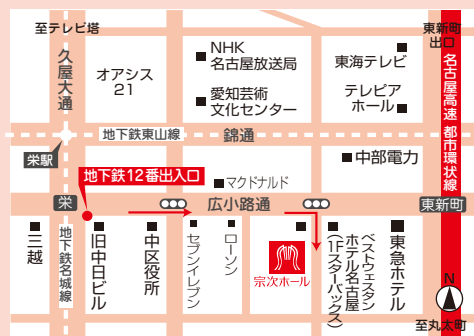 至テレビ塔
東新町
出口
久屋大通
オアシス
21
NHK
名古屋放送局
愛知芸術
文化センター
東海テレビ
テレピア
ホール
名古屋高速 都市環状線
地下鉄東山線
錦通
栄駅
地下鉄12番出入口
中部電力
マクドナルド
栄
広小路通
東新町
三越
地下鉄名城線
旧中日ビル
中区役所
セブンイレブン
ローソン
宗次ホール
ベストウェスタン
ホテル名古屋
(1Fスターバックス)
東急ホテル
N
至丸太町